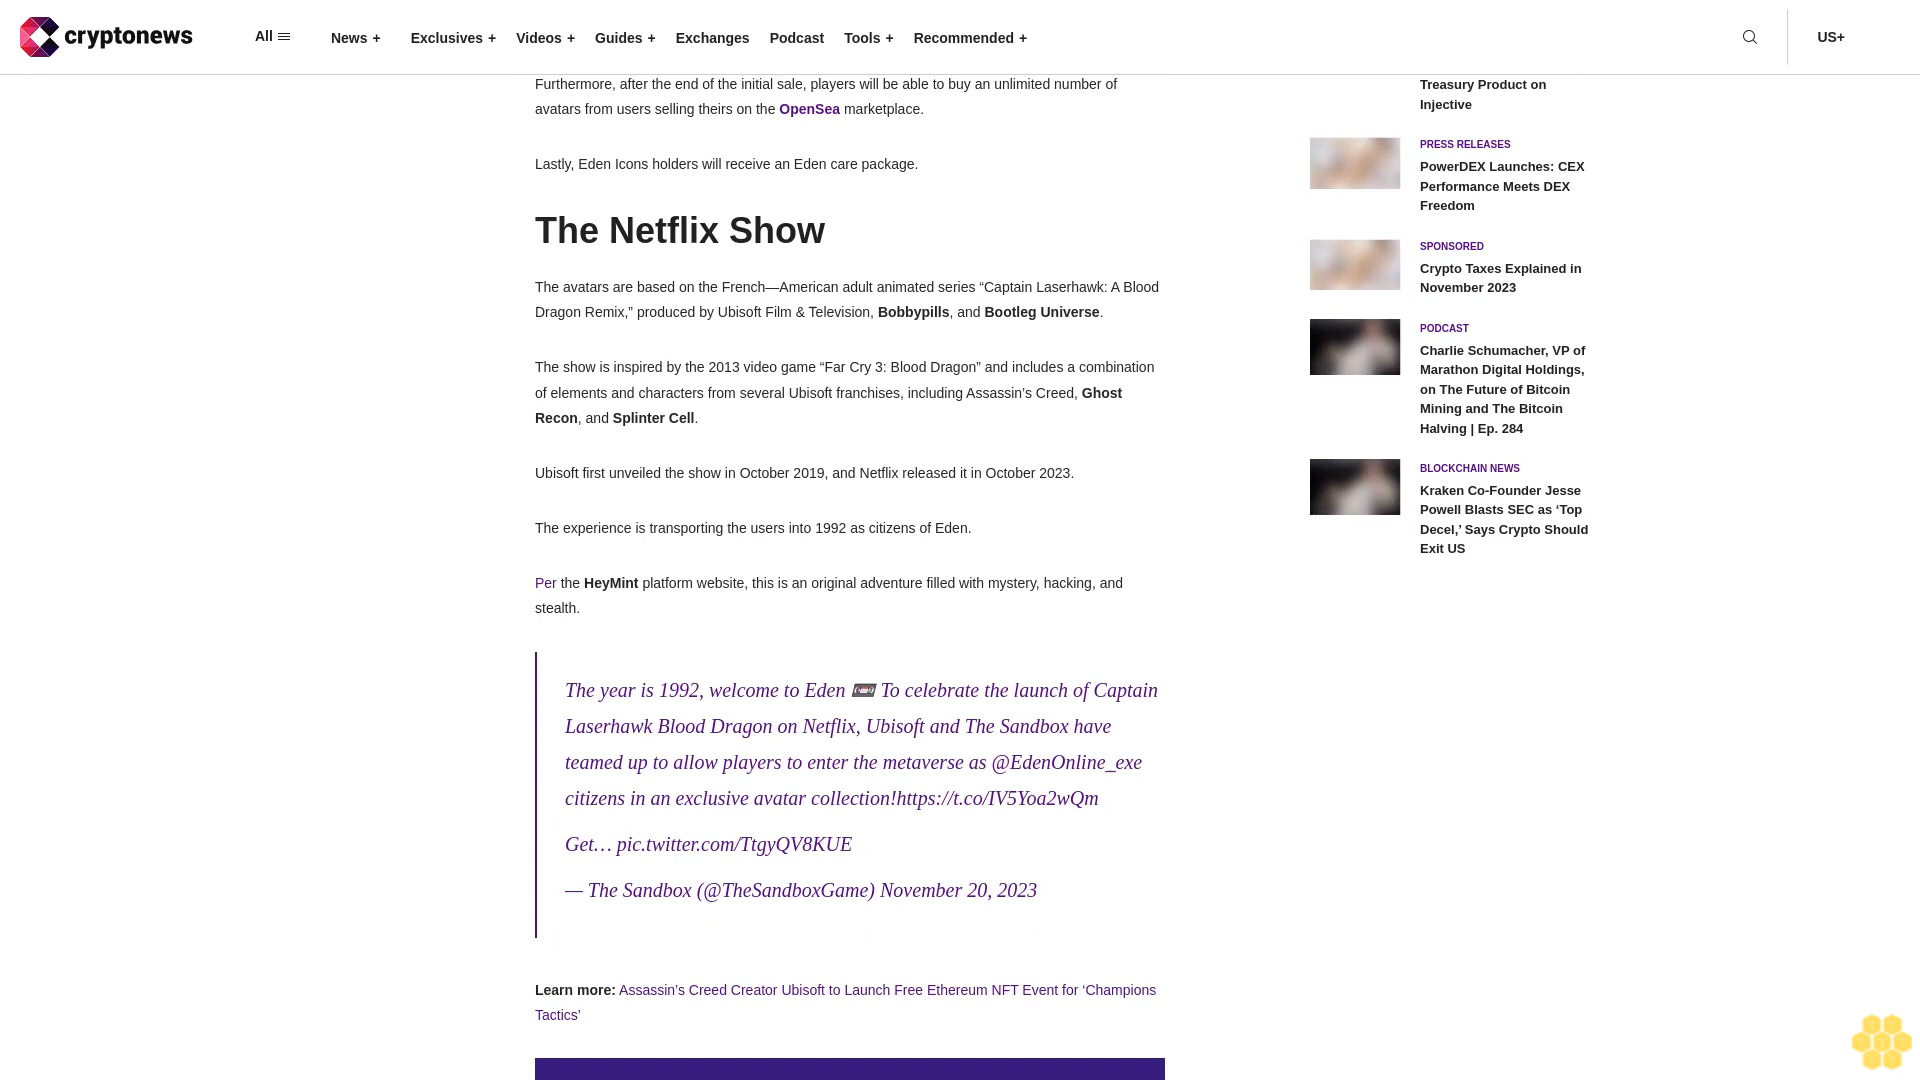 cryptonews
All
News +
Exclusives +
Videos +
Guides +
Exchanges
Podcast
Tools +
Recommended +
US+
Furthermore, after the end of the initial sale, players will be able to buy an unlimited number of
avatars from users selling theirs on the OpenSea marketplace.
Lastly, Eden Icons holders will receive an Eden care package.
The Netflix Show
The avatars are based on the French—American adult animated series “Captain Laserhawk: A Blood
Dragon Remix,” produced by Ubisoft Film & Television, Bobbypills, and Bootleg Universe.
The show is inspired by the 2013 video game “Far Cry 3: Blood Dragon” and includes a combination
of elements and characters from several Ubisoft franchises, including Assassin’s Creed, Ghost
Recon, and Splinter Cell.
Ubisoft first unveiled the show in October 2019, and Netflix released it in October 2023.
The experience is transporting the users into 1992 as citizens of Eden.
Per the HeyMint platform website, this is an original adventure filled with mystery, hacking, and
stealth.
The year is 1992, welcome to Eden 📼 To celebrate the launch of Captain
Laserhawk Blood Dragon on Netflix, Ubisoft and The Sandbox have
teamed up to allow players to enter the metaverse as @EdenOnline_exe
citizens in an exclusive avatar collection!https://t.co/IV5Yoa2wQm
Get… pic.twitter.com/TtgyQV8KUE
— The Sandbox (@TheSandboxGame) November 20, 2023
Learn more: Assassin’s Creed Creator Ubisoft to Launch Free Ethereum NFT Event for ‘Champions
Tactics’
Treasury Product on
Injective
PRESS RELEASES
PowerDEX Launches: CEX
Performance Meets DEX
Freedom
SPONSORED
Crypto Taxes Explained in
November 2023
PODCAST
Charlie Schumacher, VP of
Marathon Digital Holdings,
on The Future of Bitcoin
Mining and The Bitcoin
Halving | Ep. 284
BLOCKCHAIN NEWS
Kraken Co-Founder Jesse
Powell Blasts SEC as ‘Top
Decel,’ Says Crypto Should
Exit US